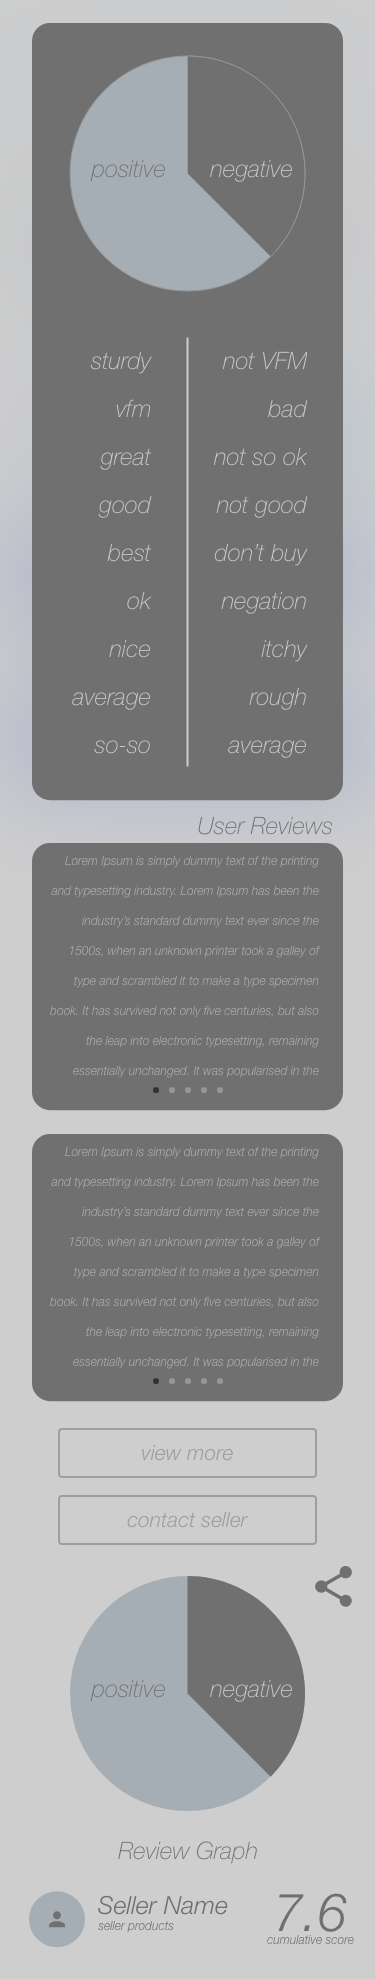 positive negative
sturdy not VFM
vfm bad
great not so ok
good not good
best don't buy
ok negation
nice itchy
average rough
so-so average
User Reviews
Lorem Ipsum is simply dummy text of the printing
and typesetting industry. Lorem Ipsum has been the
industry's standard dummy text ever since the
1500s, when an unknown printer took a galley of
type and scrambled it to make a type specimen
book. It has survived not only five centuries, but also
the leap into electronic typesetting, remaining
essentially unchanged. It was popularised in the
Lorem Ipsum is simply dummy text of the printing
and typesetting industry. Lorem Ipsum has been the
industry's standard dummy text ever since the
1500s, when an unknown printer took a galley of
type and scrambled it to make a type specimen
book. It has survived not only five centuries, but also
the leap into electronic typesetting, remaining
essentially unchanged. It was popularised in the
view more
contact seller
positive negative
Review Graph
Seller Name 7.6
seller products cumulative score